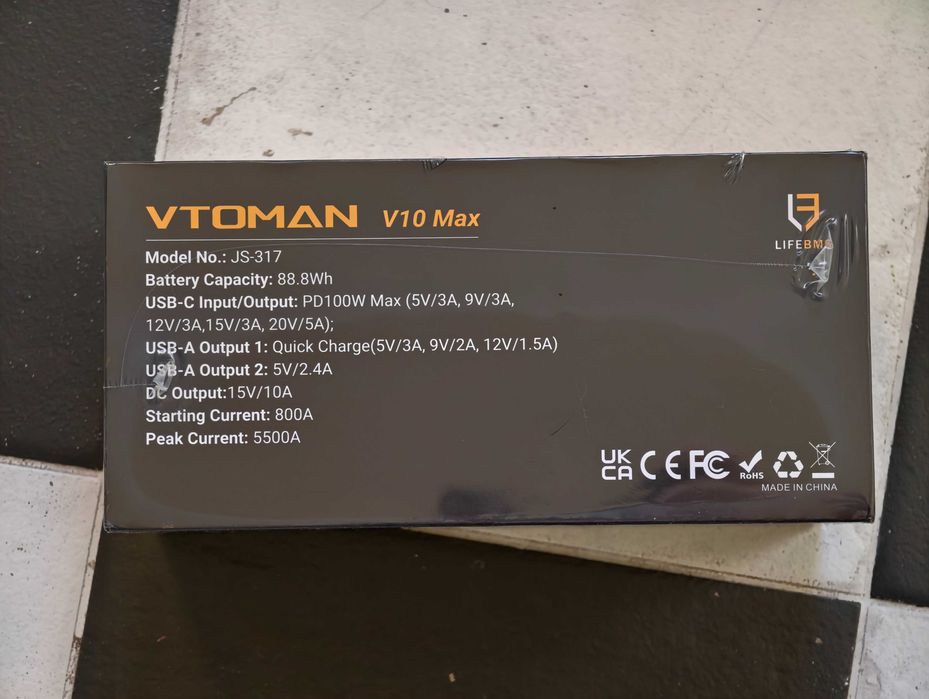 VTOMAN V10 Max
LIFEBMS
Model No.: JS-317
Battery Capacity: 88.8Wh
USB-C Input/Output: PD100W Max (5V/3A, 9V/3A,
12V/3A,15V/3A, 20V/5A);
USB-A Output 1: Quick Charge(5V/3A, 9V/2A, 12V/1.5A)
USB-A Output 2: 5V/2.4A
DC Output:15V/10A
Starting Current: 800A
Peak Current: 5500A
UK
CA CE FC RoHS
MADE IN CHINA